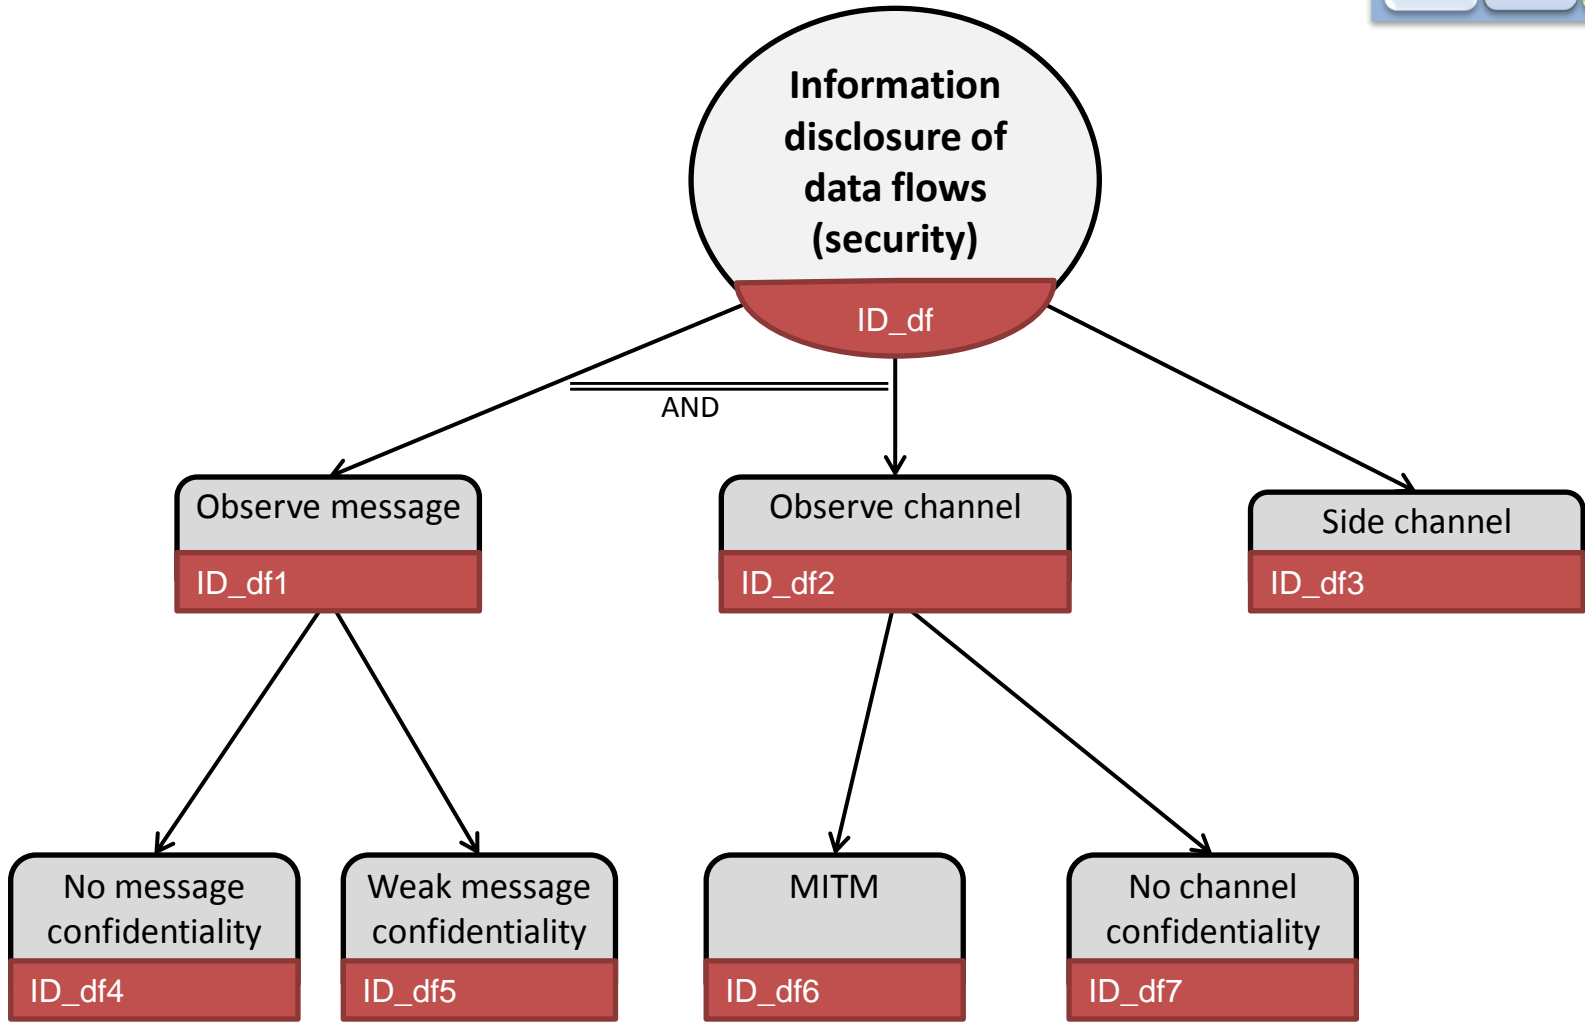 Information
disclosure of
data flows
(security)
ID_df
AND
Observe message
ID_df1
Observe channel
ID_df2
Side channel
ID_df3
No message
confidentiality
ID_df4
Weak message
confidentiality
ID_df5
MITM
ID_df6
No channel
confidentiality
ID_df7